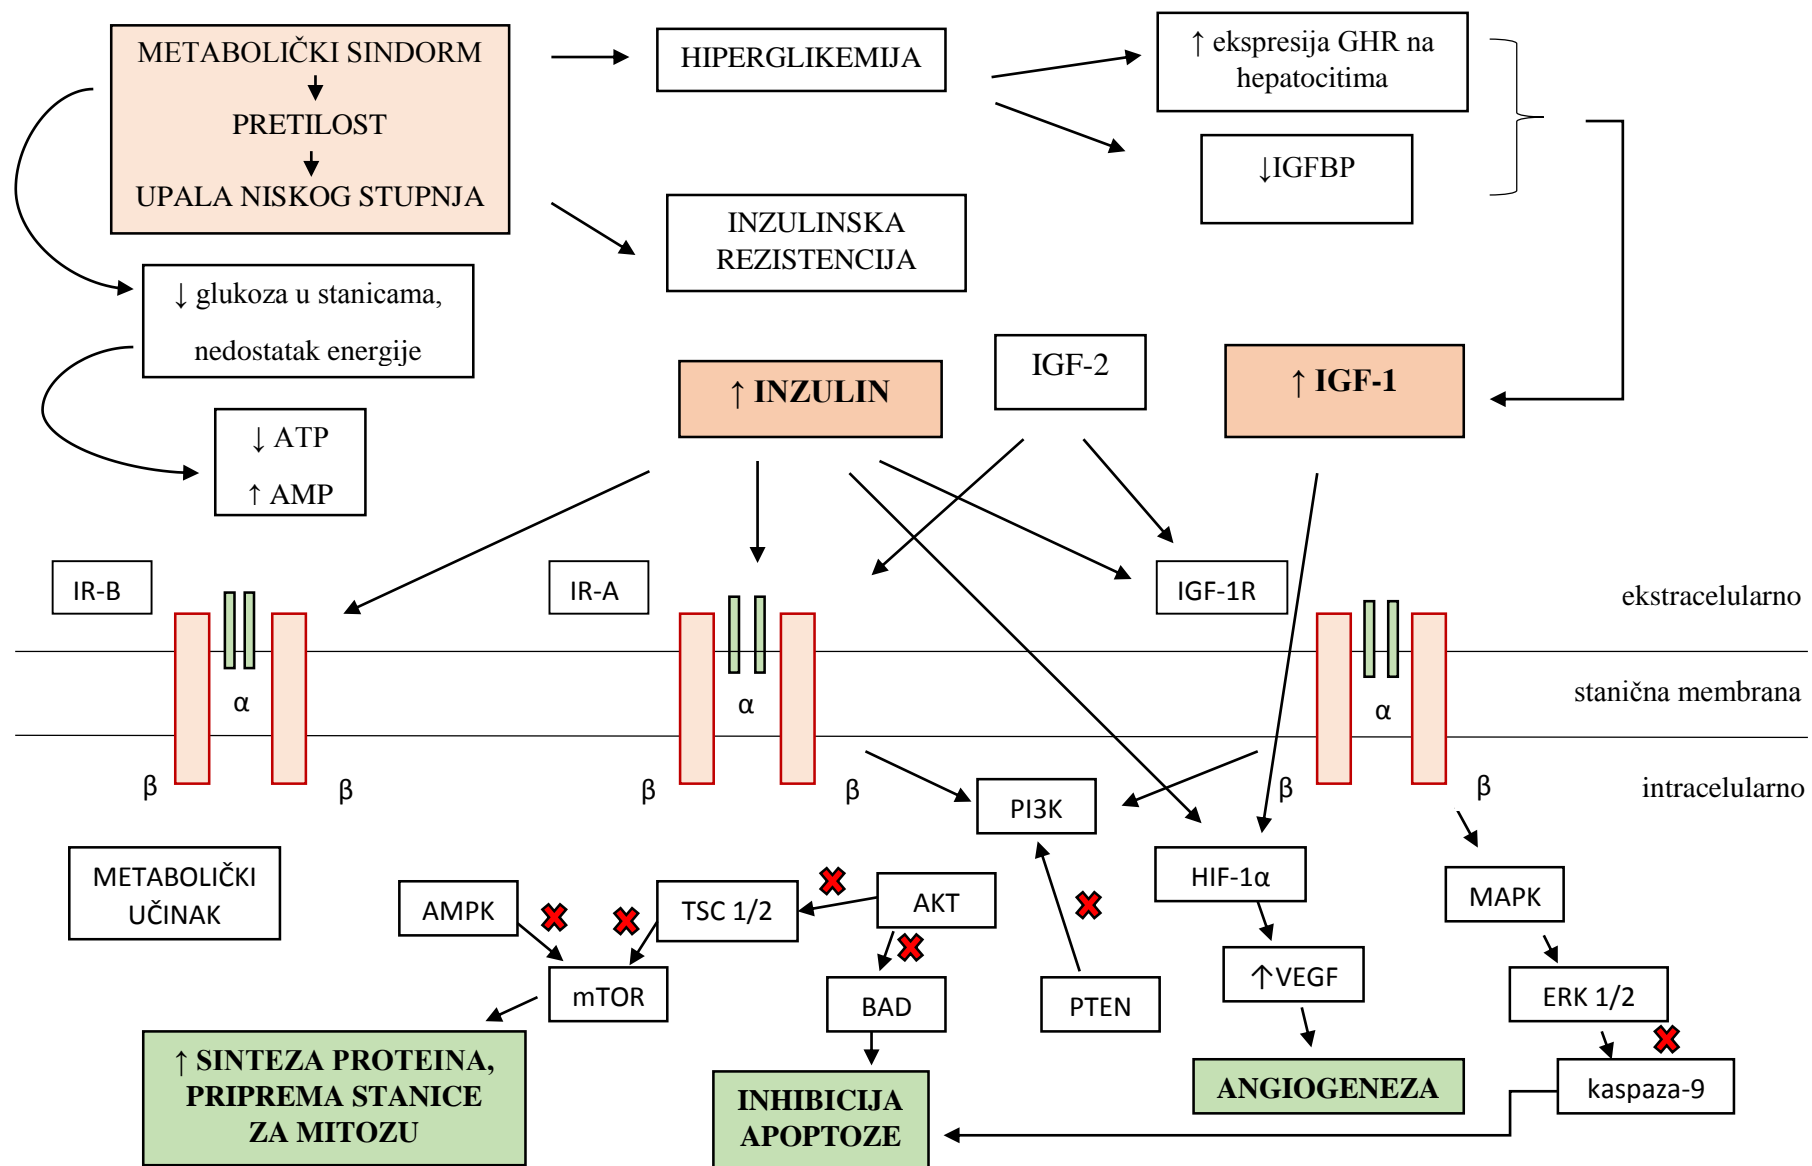 METABOLIČKI SINDORM
PRETILOST
UPALA NISKOG STUPNJA
HIPERGLIKEMIJA
↑ ekspresija GHR na
hepatocitima
↓IGFBP
INZULINSKA
REZISTENCIJA
↓ glukoza u stanicama,
nedostatak energije
↓ ATP
↑ AMP
↑ INZULIN
IGF-2
↑ IGF-1
IR-B
IR-A
IGF-1R
ekstracelularno
α
α
α
stanična membrana
β
β
β
β
β
β
intracelularno
PI3K
METABOLIČKI
UČINAK
AMPK
TSC 1/2
AKT
HIF-1α
MAPK
mTOR
BAD
PTEN
↑VEGF
ERK 1/2
↑ SINTEZA PROTEINA,
PRIPREMA STANICE
ZA MITOZU
INHIBICIJA
APOPTOZE
ANGIOGENEZA
kaspaza-9